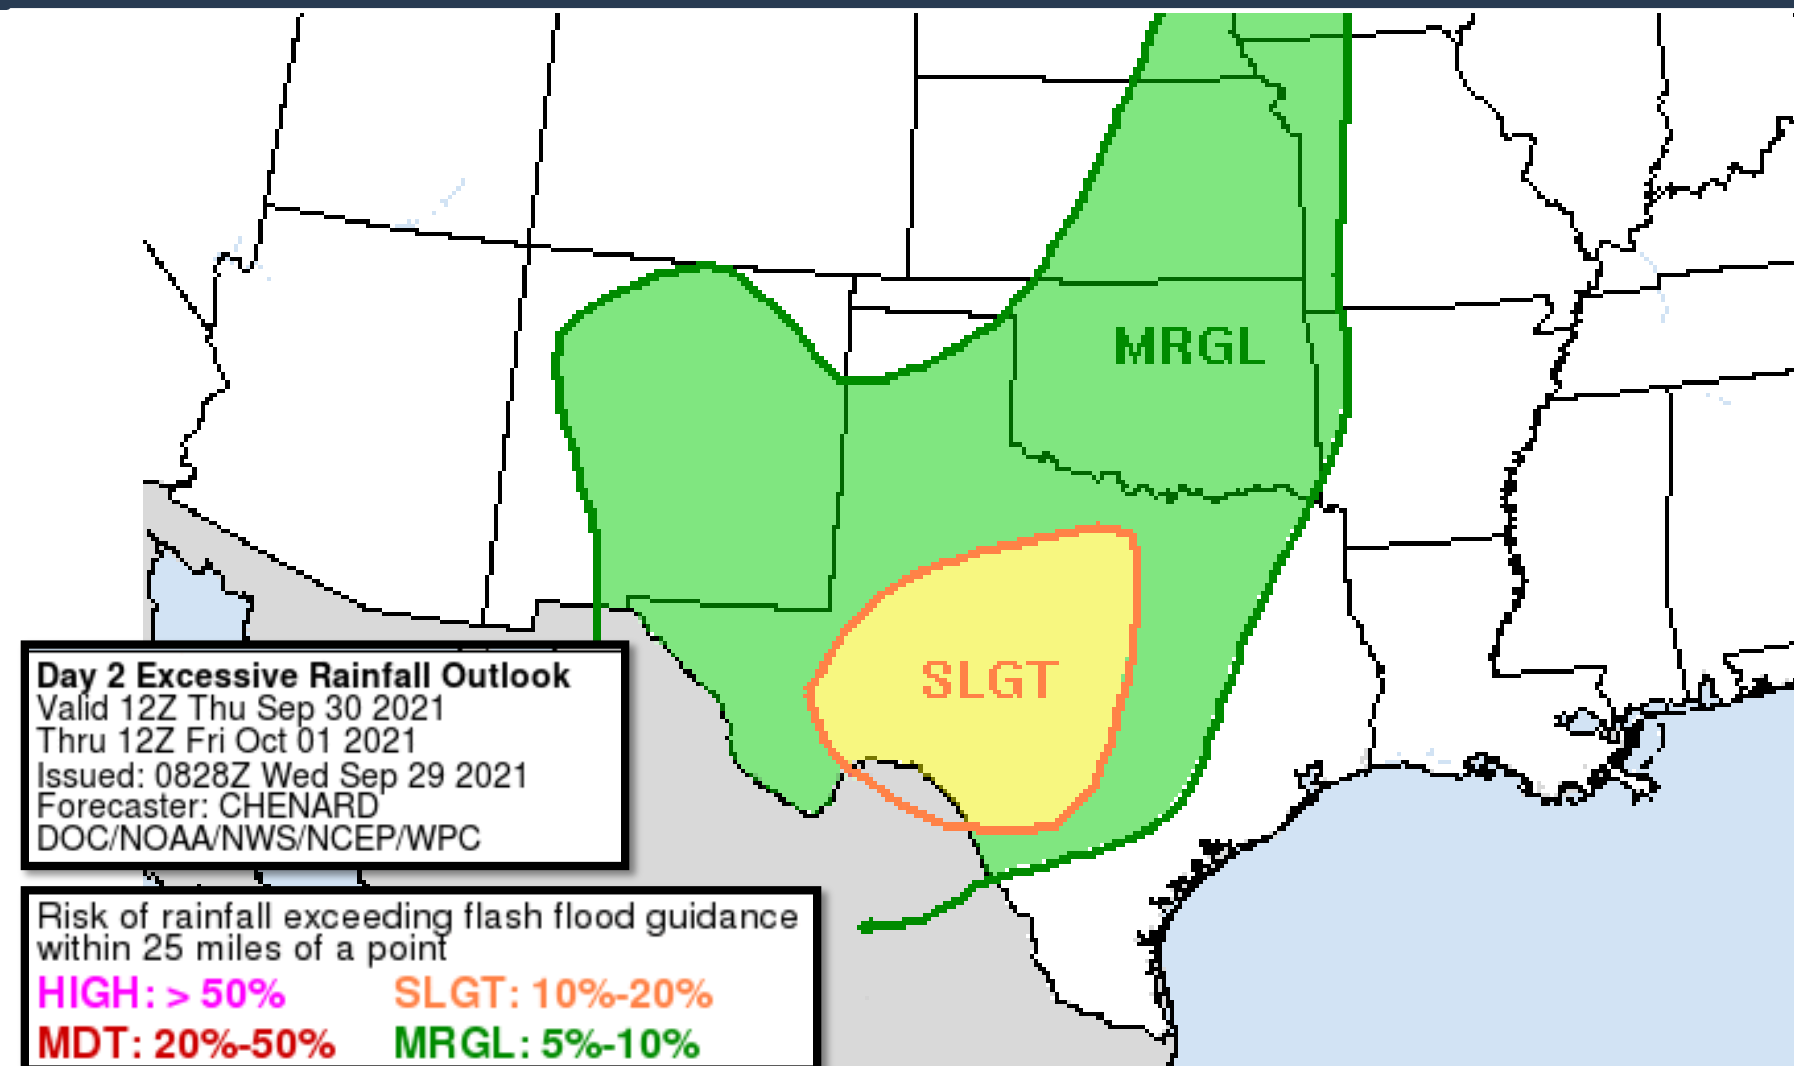 MRGL
SLGT
Day 2 Excessive Rainfall Outlook
Valid 12Z Thu Sep 30 2021
Thru 12Z Fri Oct 01 2021
Issued: 0828Z Wed Sep 29 2021
Forecaster: CHENARD
DOC/NOAA/NWS/NCEP/WPC
Risk of rainfall exceeding flash flood guidance
within 25 miles of a point
HIGH: > 50% SLGT: 10%-20%
MDT: 20%-50% MRGL: 5%-10%